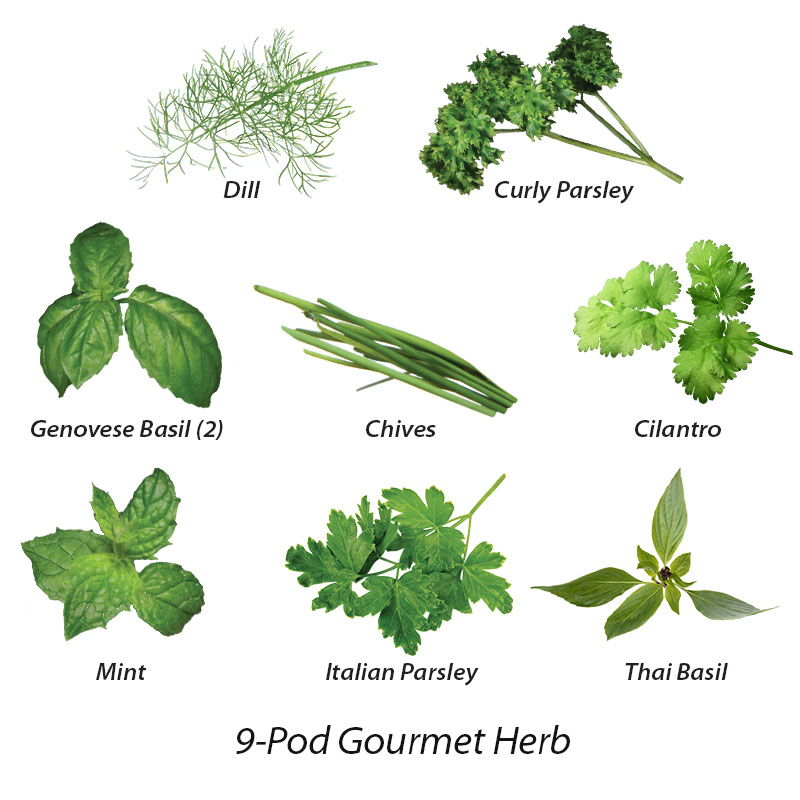 Dill
Curly Parsley
Genovese Basil (2)
Chives
Cilantro
Mint
Italian Parsley
Thai Basil
9-Pod Gourmet Herb